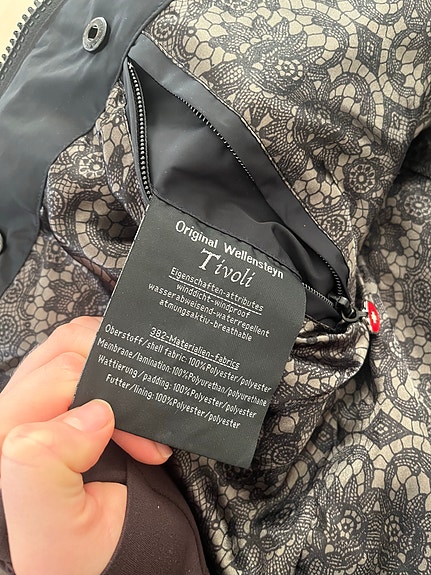 Original Wellensteyn
Tivoli
Eigenschaften-attributes
winddicht-windproof
wasserabweisend-waterrepellent
atmungsaktiv-breathable
382-Materialien-fabrics
Oberstoff/shell fabric: 100%Polyester/polyester
Membrane/lamination:100%Polyurethan/polyurethane
Wattierung/padding: 100%Polyester/polyester
Futter/lining:100%Polyester/polyester